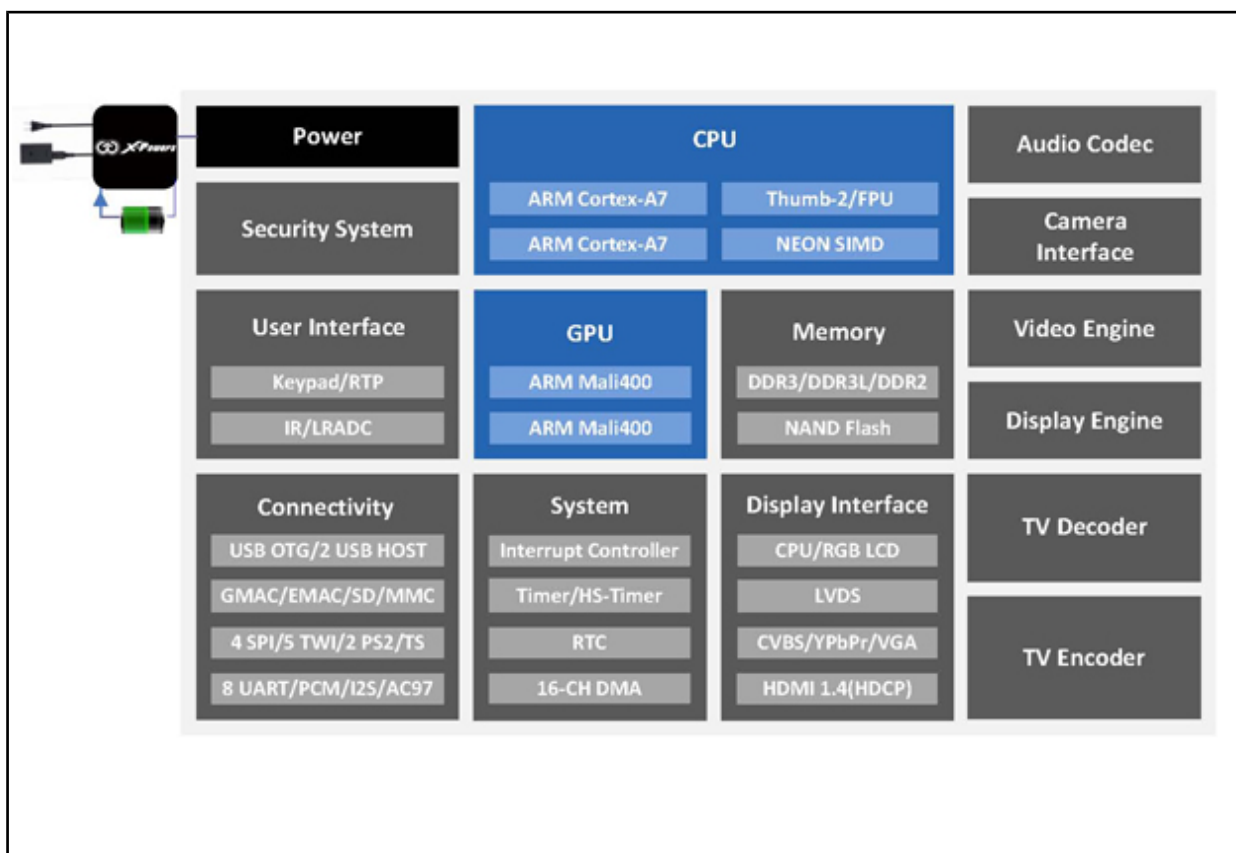 XPowers
Power
CPU
ARM Cortex-A7
Thumb-2/FPU
ARM Cortex-A7
NEON SIMD
Audio Codec
Security System
Camera
Interface
User Interface
Keypad/RTP
IR/LRADC
GPU
ARM Mali400
ARM Mali400
Memory
DDR3/DDR3L/DDR2
NAND Flash
Video Engine
Display Engine
Connectivity
USB OTG/2 USB HOST
GMAC/EMAC/SD/MMC
4 SPI/5 TWI/2 PS2/TS
8 UART/PCM/I2S/AC97
System
Interrupt Controller
Timer/HS-Timer
RTC
16-CH DMA
Display Interface
CPU/RGB LCD
LVDS
CVBS/YPbPr/VGA
HDMI 1.4(HDCP)
TV Decoder
TV Encoder